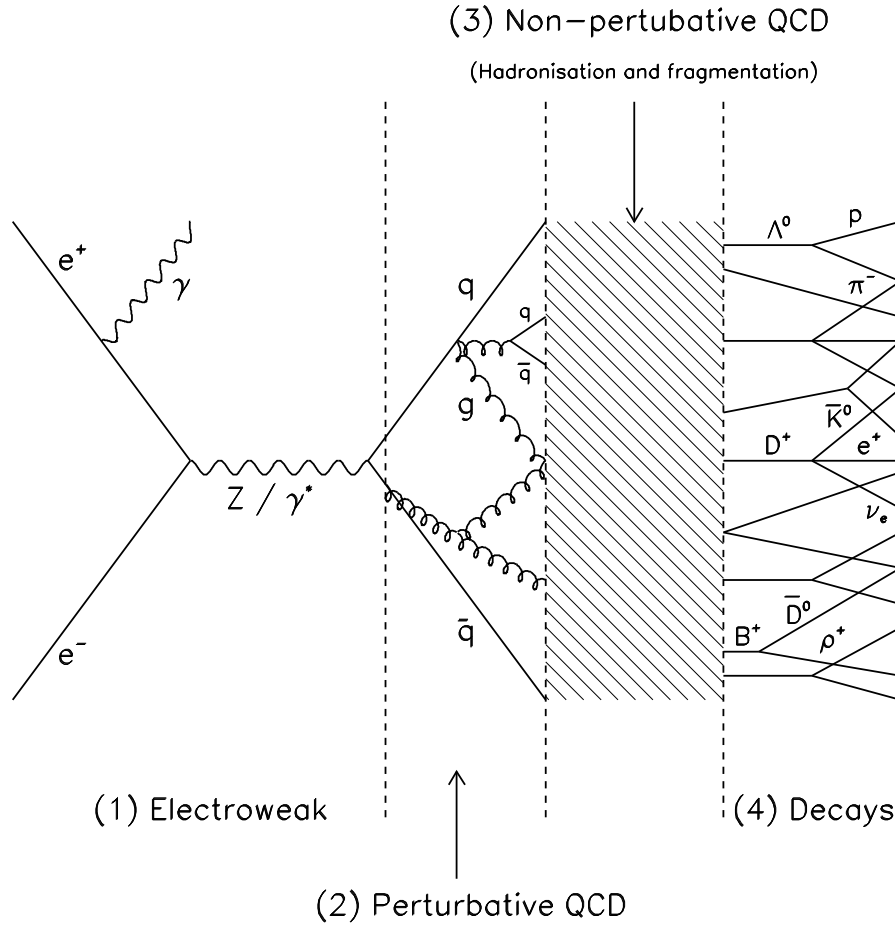 (3) Non-pertubative QCD
(Hadronisation and fragmentation)
Λ⁰
p
e⁺
γ
π⁻
q
q
q̅
g
K̅⁰
D⁺
e⁺
Z / γ*
νₑ
D̅⁰
B⁺
ρ⁺
q̅
e⁻
(1) Electroweak
(4) Decays
(2) Perturbative QCD